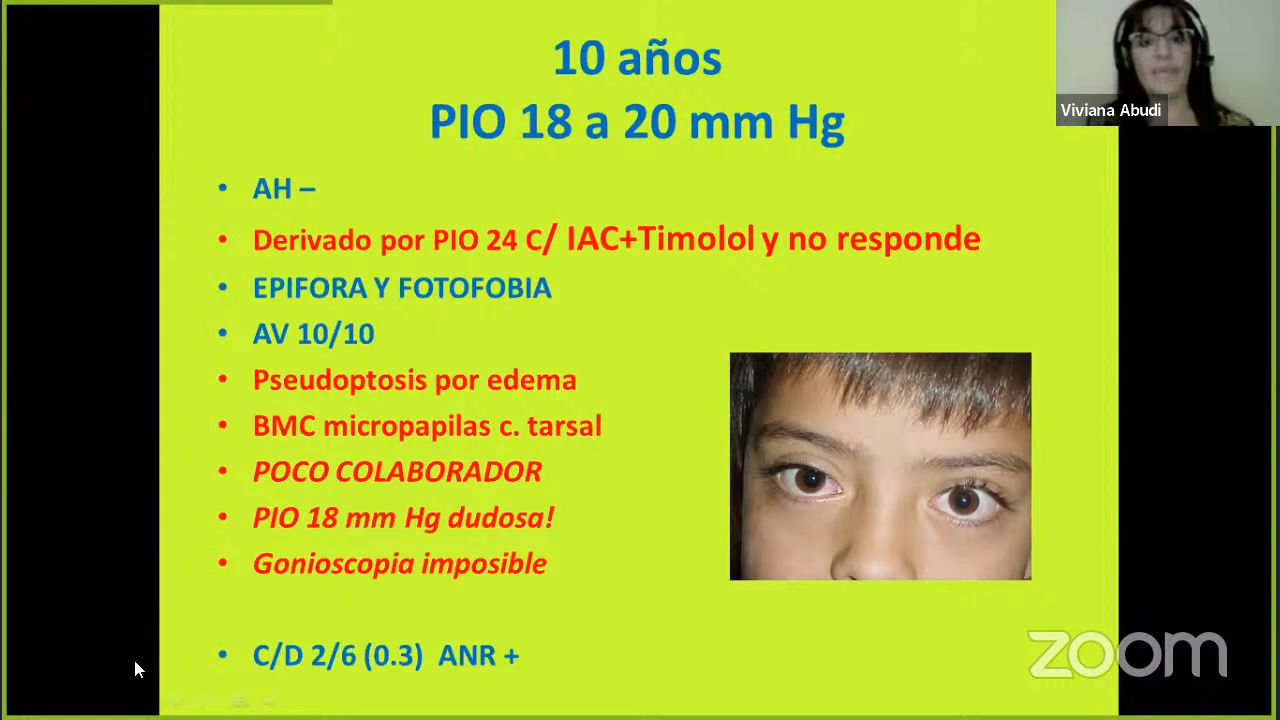 10 años
PIO 18 a 20 mm Hg
Viviana Abudi
• AH –
• Derivado por PIO 24 C/ IAC+Timolol y no responde
• EPIFORA Y FOTOFOBIA
• AV 10/10
• Pseudoptosis por edema
• BMC micropapilas c. tarsal
• POCO COLABORADOR
• PIO 18 mm Hg dudosa!
• Gonioscopia imposible
• C/D 2/6 (0.3) ANR +
zoom